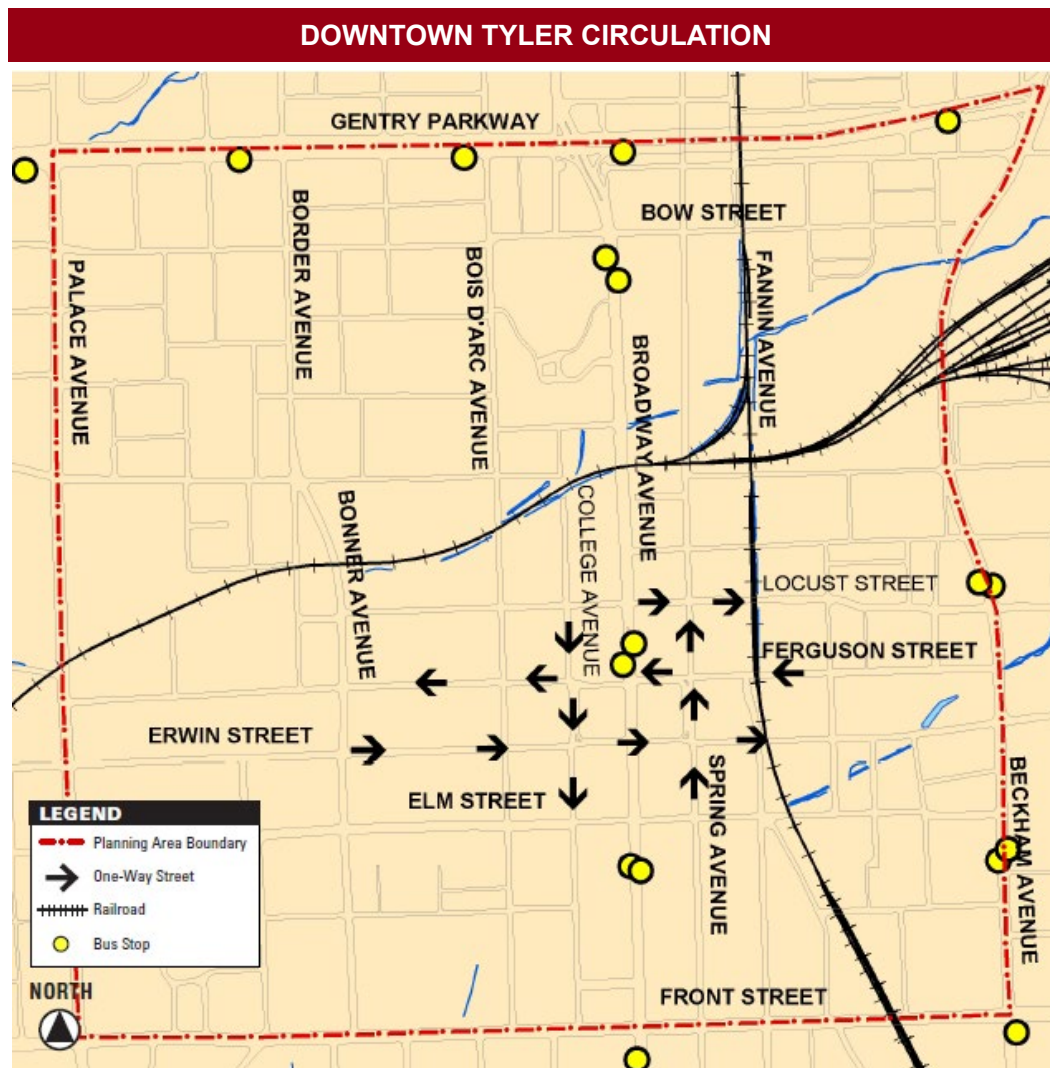 DOWNTOWN TYLER CIRCULATION
GENTRY PARKWAY
BOW STREET
BORDER AVENUE
BOIS D'ARC AVENUE
FANNIN AVENUE
PALACE AVENUE
BROADWAY AVENUE
BONNER AVENUE
COLLEGE AVENUE
LOCUST STREET
FERGUSON STREET
ERWIN STREET
SPRING AVENUE
BECKHAM AVENUE
ELM STREET
LEGEND
Planning Area Boundary
One-Way Street
Railroad
Bus Stop
NORTH
FRONT STREET